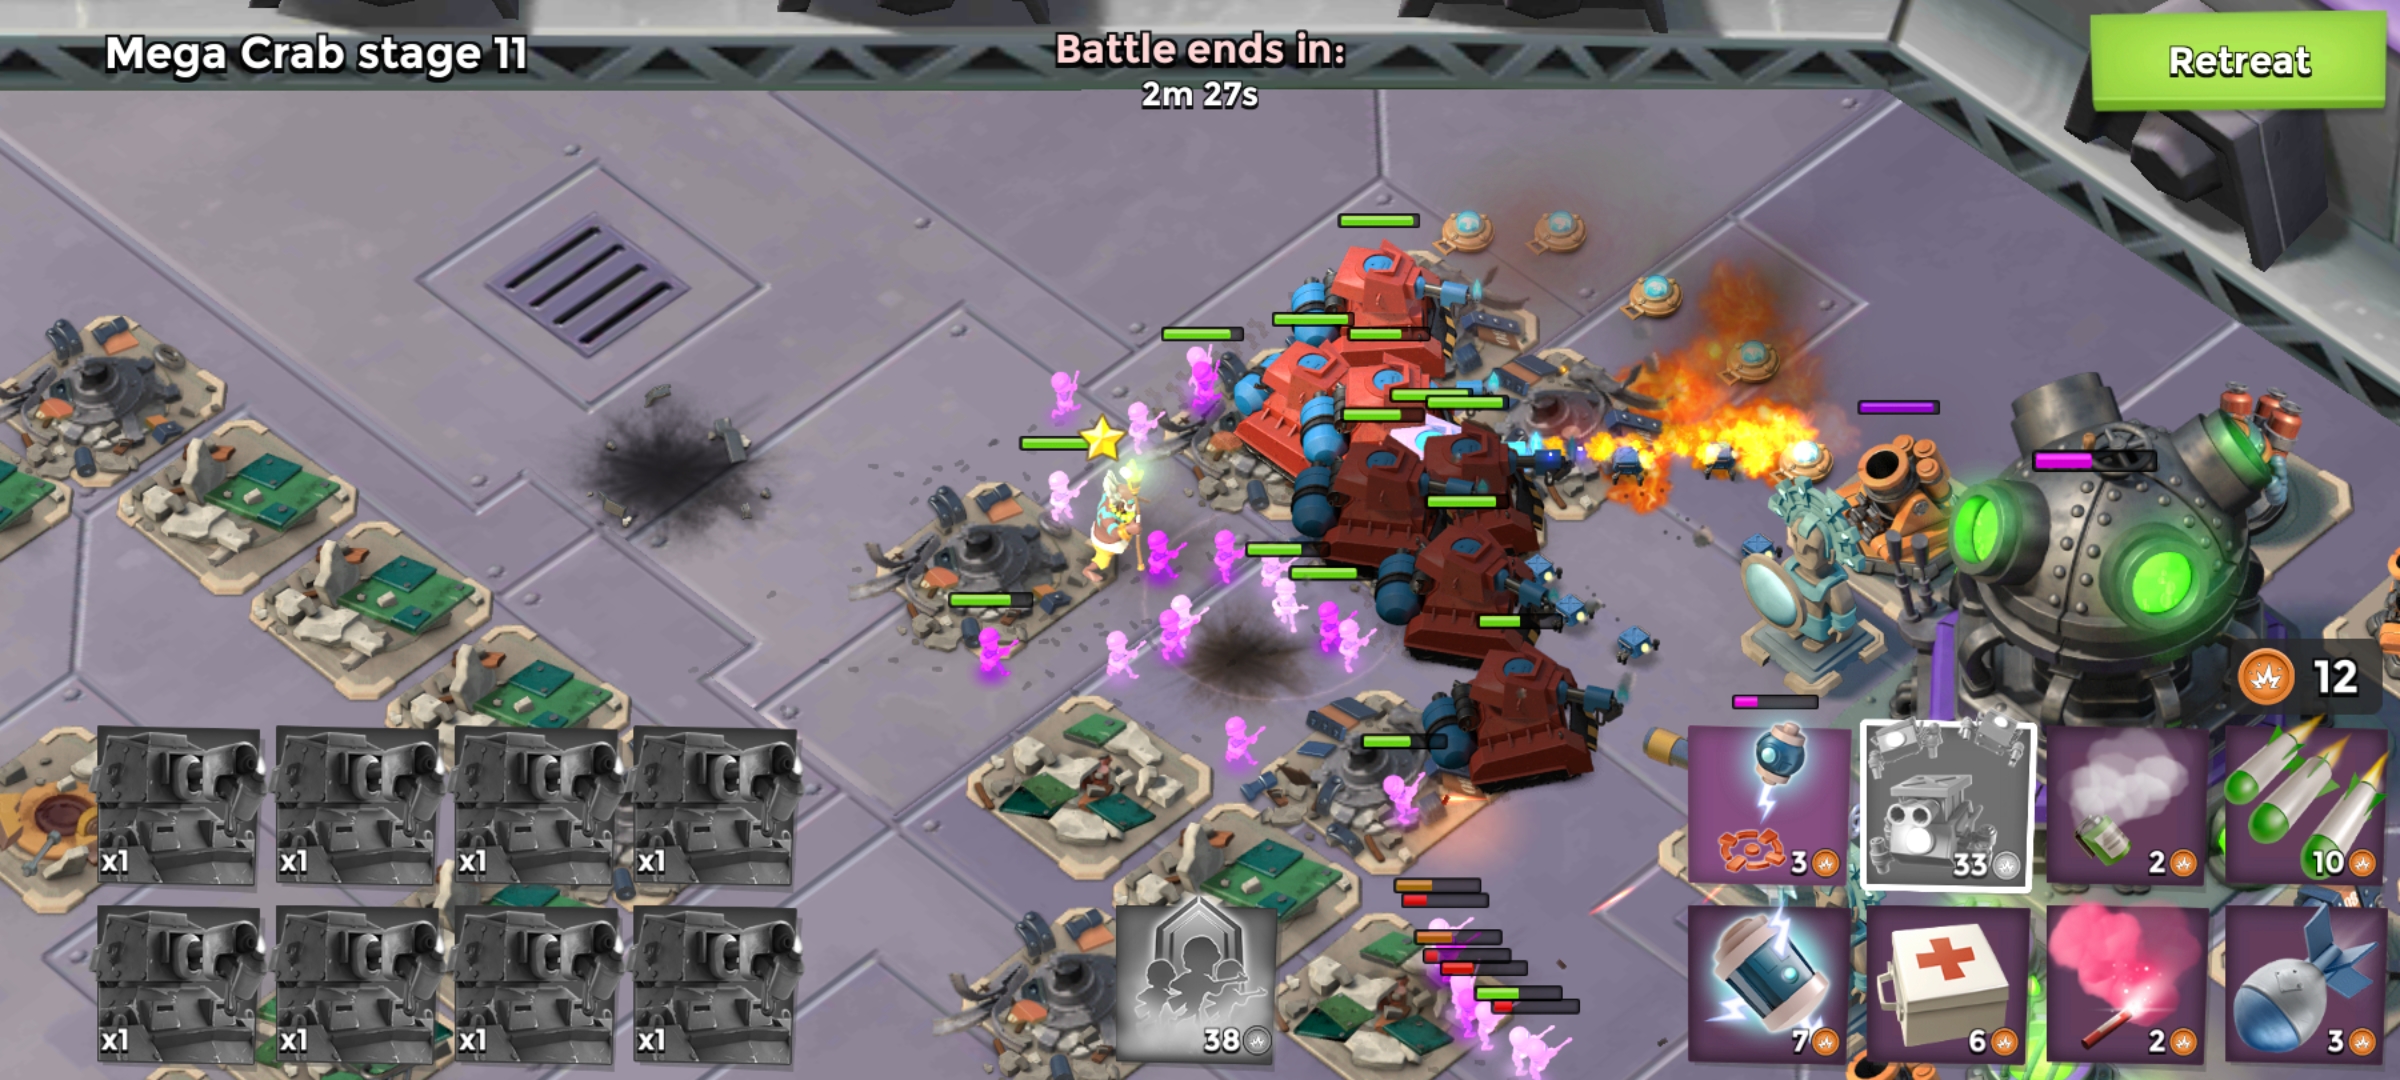 Mega Crab stage 11
Battle ends in:
2m 27s
Retreat
12
x1 x1 x1 x1
3 33 2 10
x1 x1 x1 x1
38
7 6 2 3